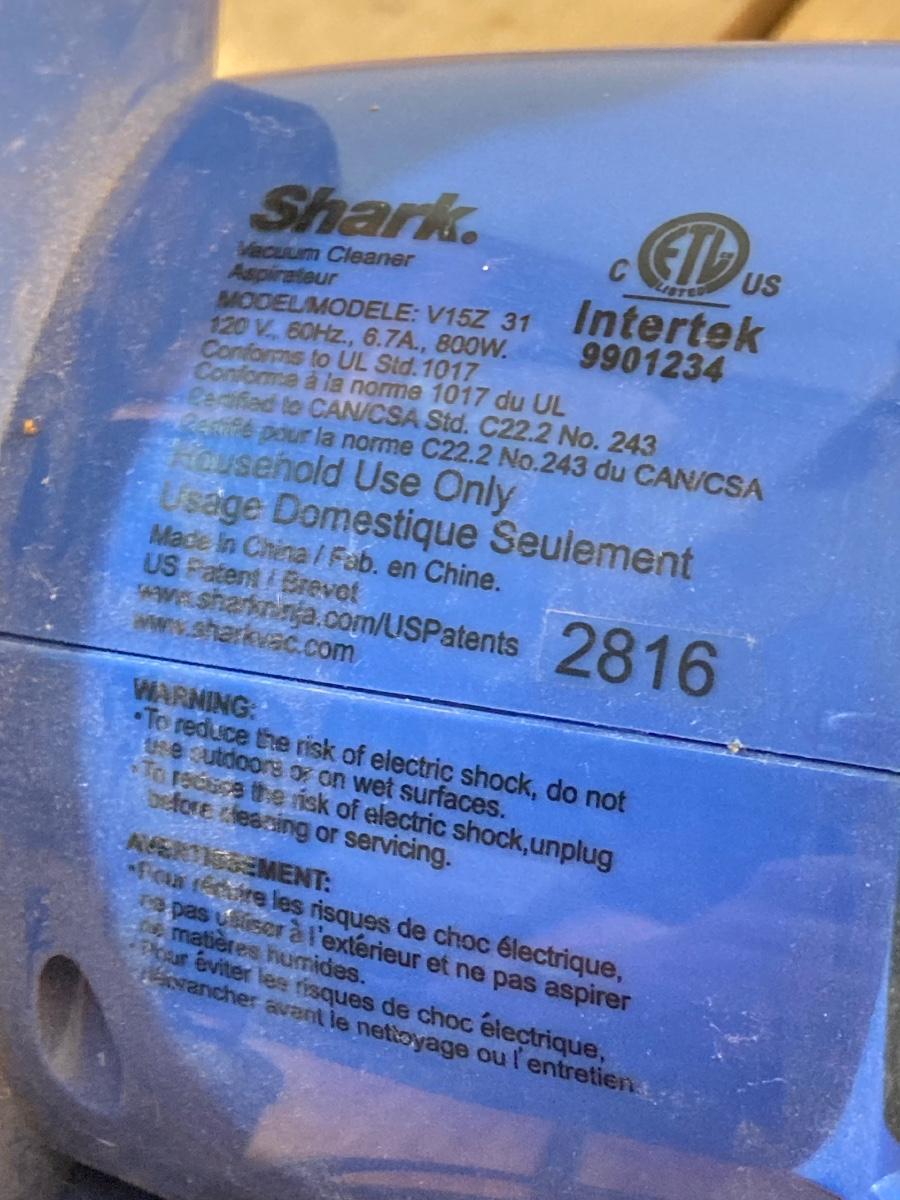 Shark.
Vacuum Cleaner
Aspirateur
MODEL/MODELE: V15Z 31
120 V., 60Hz., 6.7A., 800W.
Conforms to UL Std.1017
Conforme à la norme 1017 du UL
Certified to CAN/CSA Std. C22.2 No. 243
Certifié pour la norme C22.2 No.243 du CAN/CSA
Household Use Only
Usage Domestique Seulement
Made In China / Fab. en Chine.
US Patent / Brevet
www.sharkninja.com/USPatents
www.sharkvac.com
C ETL CM US
LISTED
Intertek
9901234
2816
WARNING:
•To reduce the risk of electric shock, do not
use outdoors or on wet surfaces.
•To reduce the risk of electric shock,unplug
before cleaning or servicing.
AVERTISSEMENT:
•Pour réduire les risques de choc électrique,
ne pas utiliser à l'extérieur et ne pas aspirer
de matières humides.
•Pour éviter les risques de choc électrique,
avant le nettoyage ou l'entretien